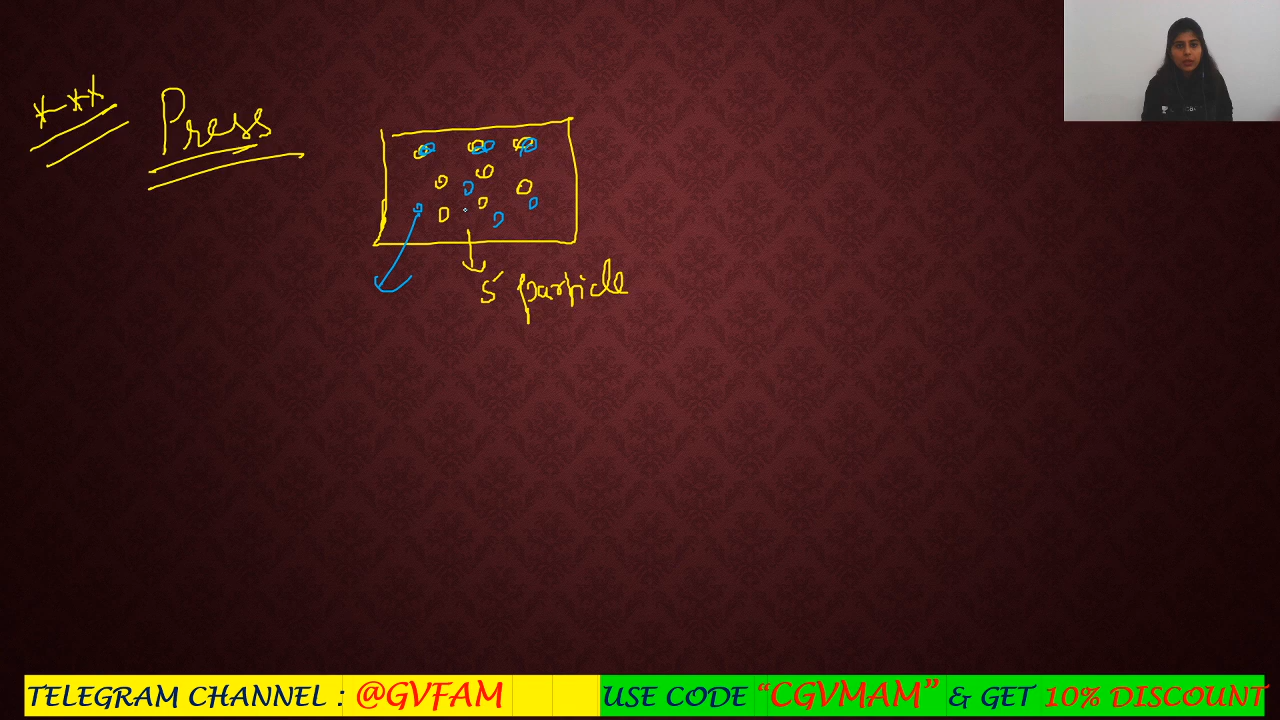 ***
Press
5 particle
TELEGRAM CHANNEL : @GVFAM
USE CODE "CGVMAM" & GET 10% DISCOUNT